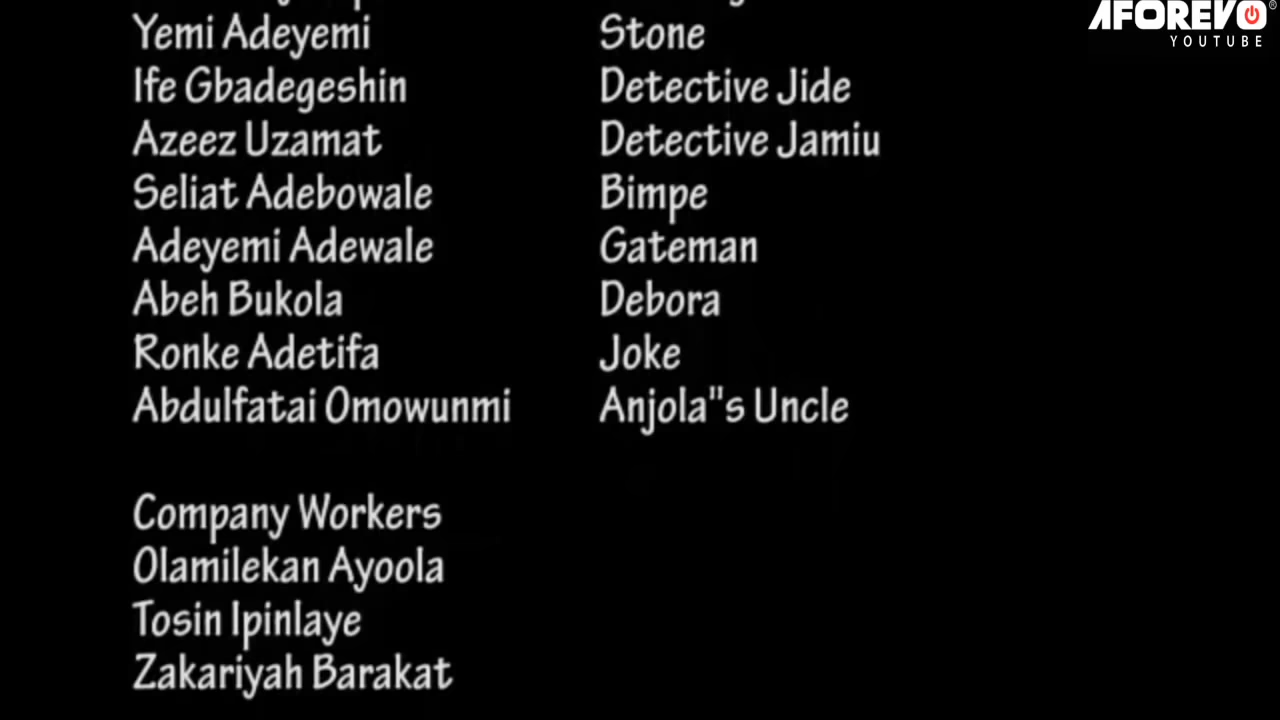 AFOREVO
YOUTUBE
Yemi Adeyemi Stone
Ife Gbadegeshin Detective Jide
Azeez Uzamat Detective Jamiu
Seliat Adebowale Bimpe
Adeyemi Adewale Gateman
Abeh Bukola Debora
Ronke Adetifa Joke
Abdulfatai Omowunmi Anjola"s Uncle
Company Workers
Olamilekan Ayoola
Tosin Ipinlaye
Zakariyah Barakat